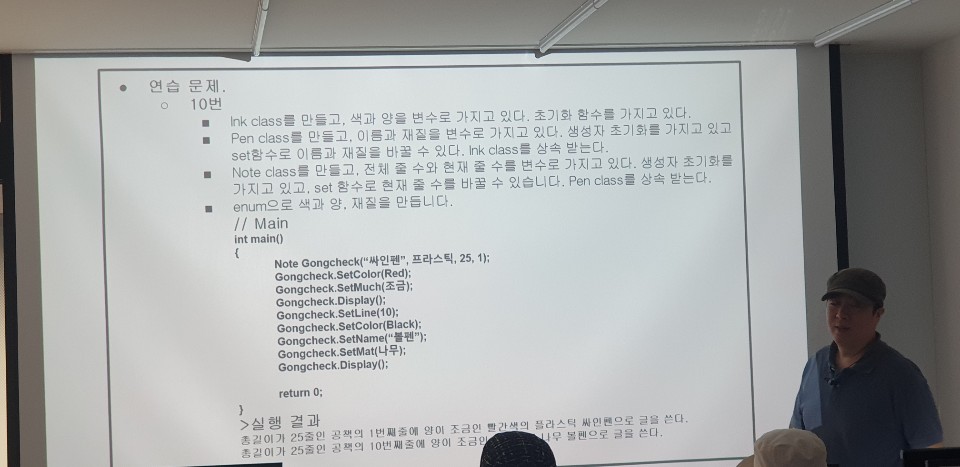 연습 문제.
10번
Ink class를 만들고, 색과 양을 변수로 가지고 있다. 초기화 함수를 가지고 있다.
Pen class를 만들고, 이름과 재질을 변수로 가지고 있다. 생성자 초기화를 가지고 있고
set함수로 이름과 재질을 바꿀 수 있다. Ink class를 상속 받는다.
Note class를 만들고, 전체 줄 수와 현재 줄 수를 변수로 가지고 있다. 생성자 초기화를
가지고 있고, set 함수로 현재 줄 수를 바꿀 수 있습니다. Pen class를 상속 받는다.
enum으로 색과 양, 재질을 만듭니다.
// Main
int main()
{
Note Gongcheck(“싸인펜”, 프라스틱, 25, 1);
Gongcheck.SetColor(Red);
Gongcheck.SetMuch(조금);
Gongcheck.Display();
Gongcheck.SetLine(10);
Gongcheck.SetColor(Black);
Gongcheck.SetName(“볼펜”);
Gongcheck.SetMat(나무);
Gongcheck.Display();
return 0;
}
>실행 결과
총길이가 25줄인 공책의 1번째줄에 양이 조금인 빨간색의 플라스틱 싸인펜으로 글을 쓴다.
총길이가 25줄인 공책의 10번째줄에 양이 조금인 나무 볼펜으로 글을 쓴다.